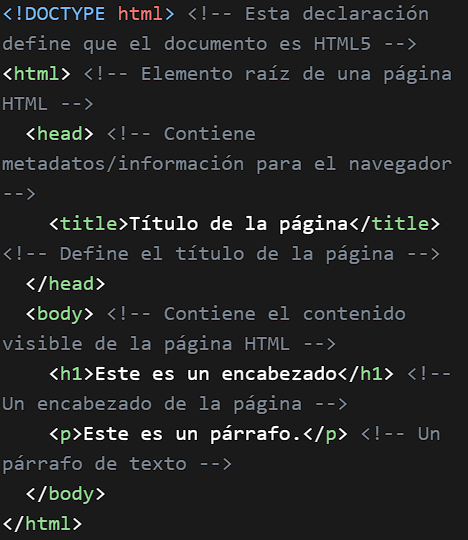 <!DOCTYPE html> <!-- Esta declaración
define que el documento es HTML5 -->
<html> <!-- Elemento raíz de una página
HTML -->
  <head> <!-- Contiene
metadatos/información para el navegador
-->
    <title>Título de la página</title>
<!-- Define el título de la página -->
  </head>
  <body> <!-- Contiene el contenido
visible de la página HTML -->
    <h1>Este es un encabezado</h1> <!--
Un encabezado de la página -->
    <p>Este es un párrafo.</p> <!-- Un
párrafo de texto -->
  </body>
</html>